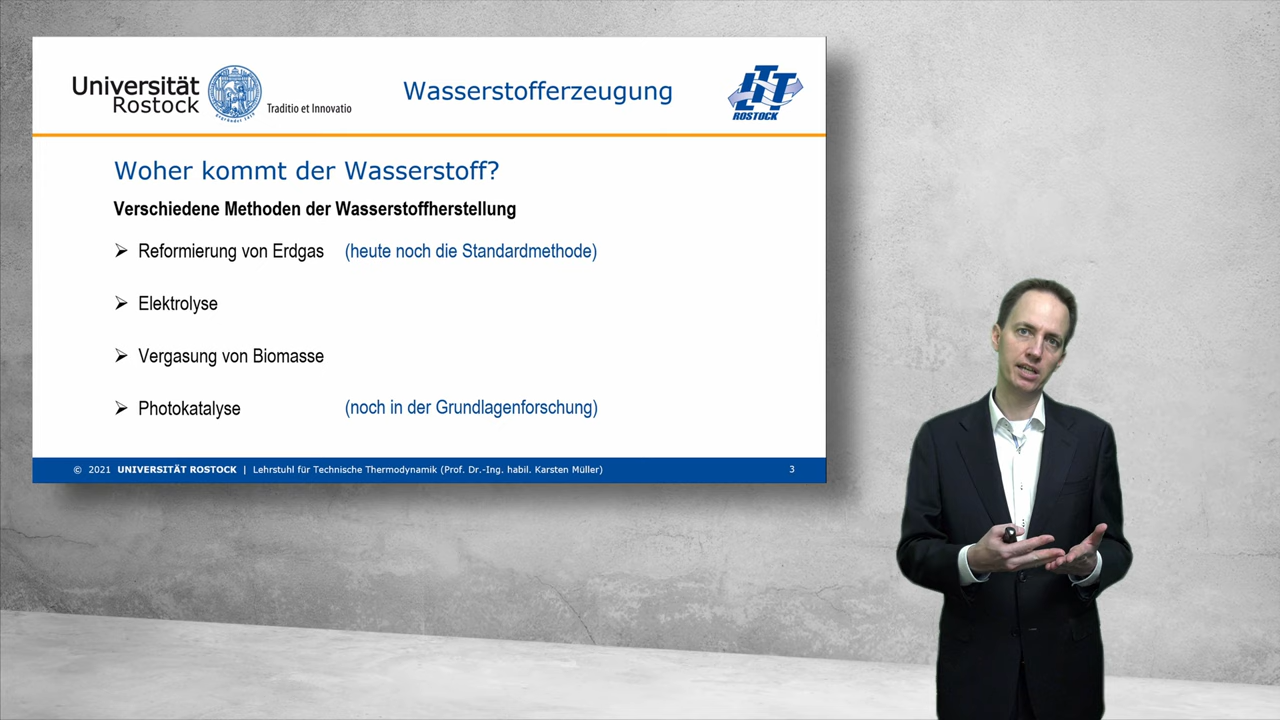 Universität
Rostock
Traditio et Innovatio
Wasserstofferzeugung
LTT
ROSTOCK
Woher kommt der Wasserstoff?
Verschiedene Methoden der Wasserstoffherstellung
Reformierung von Erdgas (heute noch die Standardmethode)
Elektrolyse
Vergasung von Biomasse
Photokatalyse (noch in der Grundlagenforschung)
© 2021 UNIVERSITÄT ROSTOCK | Lehrstuhl für Technische Thermodynamik (Prof. Dr.-Ing. habil. Karsten Müller) 3